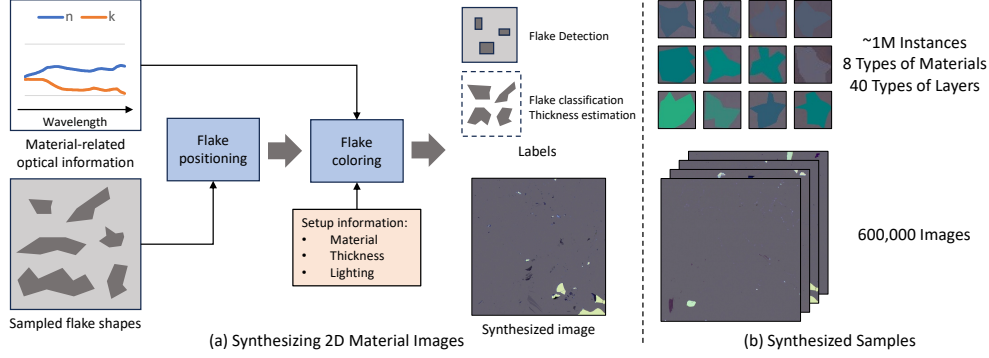 n
k
Wavelength
Material-related
optical information
Sampled flake shapes
Flake
positioning
Flake
coloring
Setup information:
• Material
• Thickness
• Lighting
Flake Detection
Flake classification
Thickness estimation
Labels
Synthesized image
(a) Synthesizing 2D Material Images
~1M Instances
8 Types of Materials
40 Types of Layers
600,000 Images
(b) Synthesized Samples